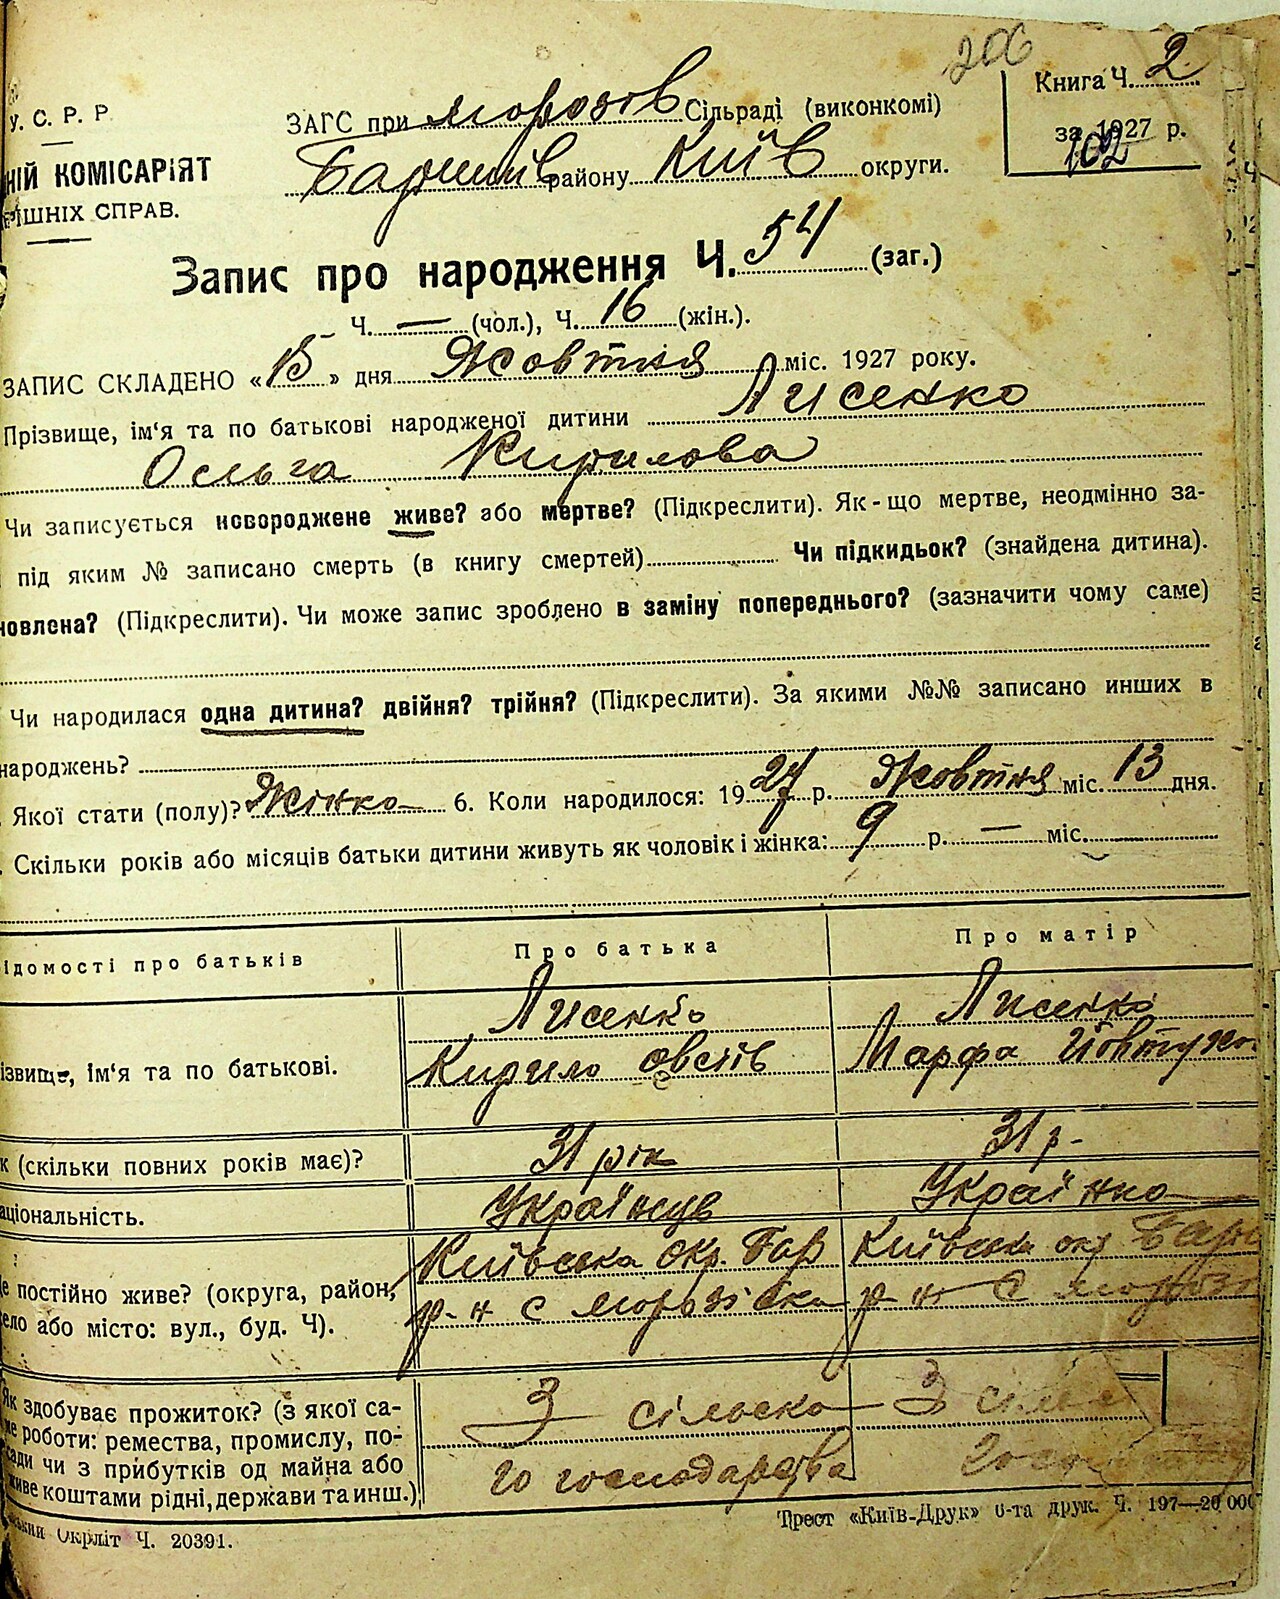 206
Книга Ч. 2
У. С. Р. Р
ЗАГС при Морозів Сільраді (виконкомі)
за 1927 р.
102
НІЙ КОМІСАРІЯТ
Баришів району Київ округи.
РІШНІХ СПРАВ.
Запис про народження Ч. 54 (заг.)
Ч. — (чол.), Ч. 16 (жін.).
ЗАПИС СКЛАДЕНО «15» дня Жовтня міс. 1927 року.
Прізвище, ім'я та по батькові народженої дитини Лисенко
Ольга Кирилова
Чи записується новороджене живе? або мертве? (Підкреслити). Як-що мертве, неодмінно за-
під яким № записано смерть (в книгу смертей) Чи підкидьок? (знайдена дитина).
новлена? (Підкреслити). Чи може запис зроблено в заміну попереднього? (зазначити чому саме)
Чи народилася одна дитина? двійня? трійня? (Підкреслити). За якими №№ записано инших в
народжень?
Якої стати (полу)? Жінка 6. Коли народилося: 1927 р. Жовтня міс. 13 дня.
Скільки років або місяців батьки дитини живуть як чоловік і жінка: 9 р. — міс.
ідомості про батьків Про батька Про матір
Лисенко Лисенко
ізвище, ім'я та по батькові. Кирило Овсіїв Марфа Йовтухо
к (скільки повних років має)? 31 рік 31 р.
аціональність. Українець Українка
Київська окр. Бар Київська окр Бари
е постійно живе? (округа, район, р-н с Морозівка р-н с Морозі
ело або місто: вул., буд. Ч).
Як здобуває прожиток? (з якої са- З сільсько З сіль
ме роботи: ремества, промислу, по-
сади чи з прибутків од майна або го господарства
живе коштами рідні, держави та инш.)
Окрліт Ч. 20391.
Трест «Київ-Друк» 6-та друк. Ч. 197—20 000